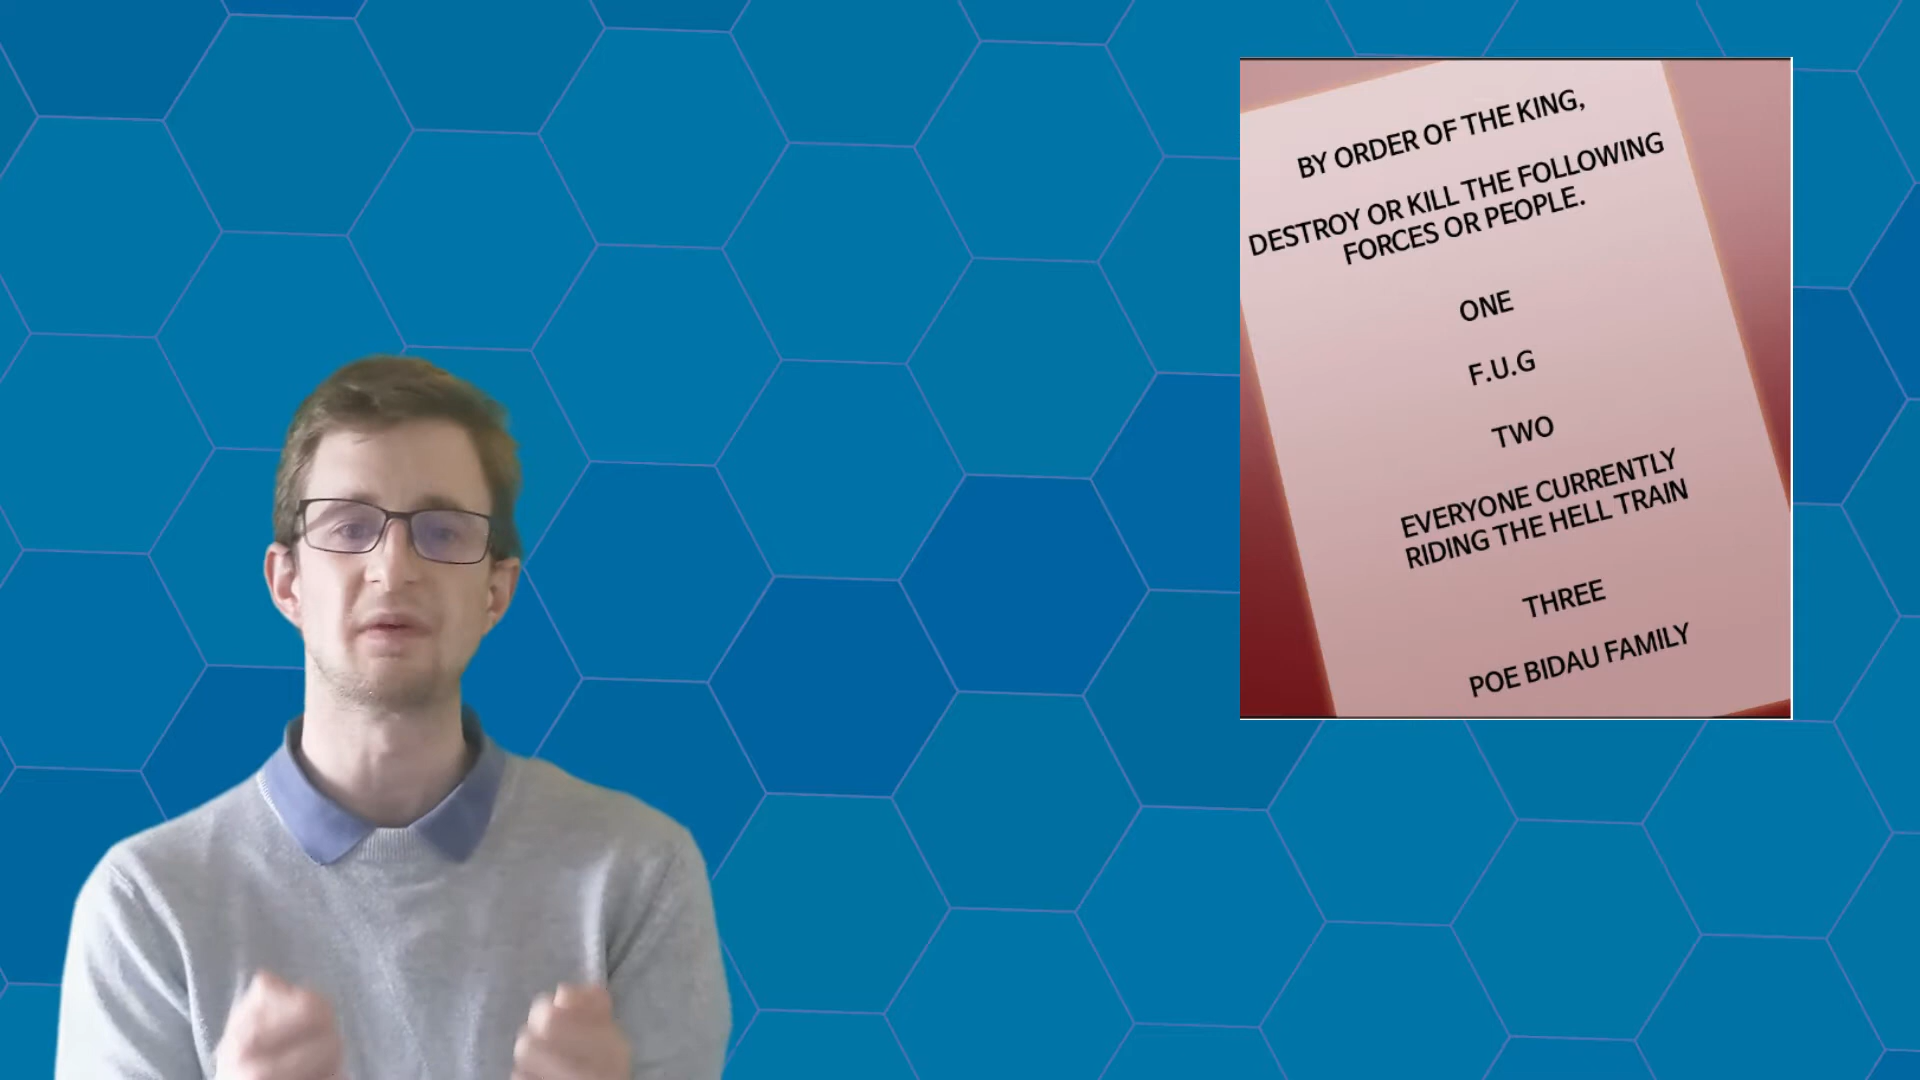 BY ORDER OF THE KING,
DESTROY OR KILL THE FOLLOWING
FORCES OR PEOPLE.
ONE
F.U.G
TWO
EVERYONE CURRENTLY
RIDING THE HELL TRAIN
THREE
POE BIDAU FAMILY